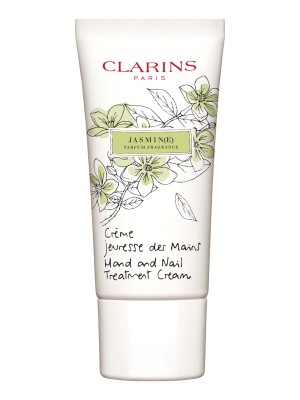 CLARINS
PARIS
JASMIN(E)
PARFUM FRAGRANCE
Crème
jeunesse des Mains
Hand and Nail
Treatment Cream